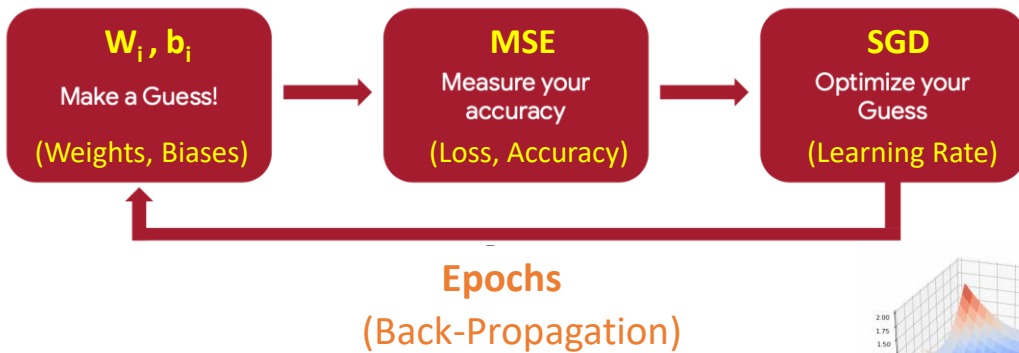 W_i , b_i
Make a Guess!
(Weights, Biases)
MSE
Measure your
accuracy
(Loss, Accuracy)
SGD
Optimize your
Guess
(Learning Rate)
Epochs
(Back-Propagation)
2.00
1.75
1.50